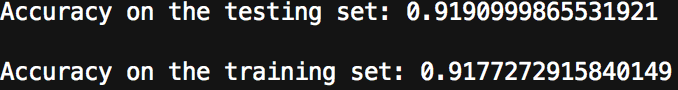 Accuracy on the testing set: 0.9190999865531921
Accuracy on the training set: 0.9177272915840149